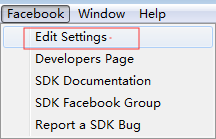 Facebook Window Help
Edit Settings
Developers Page
SDK Documentation
SDK Facebook Group
Report a SDK Bug